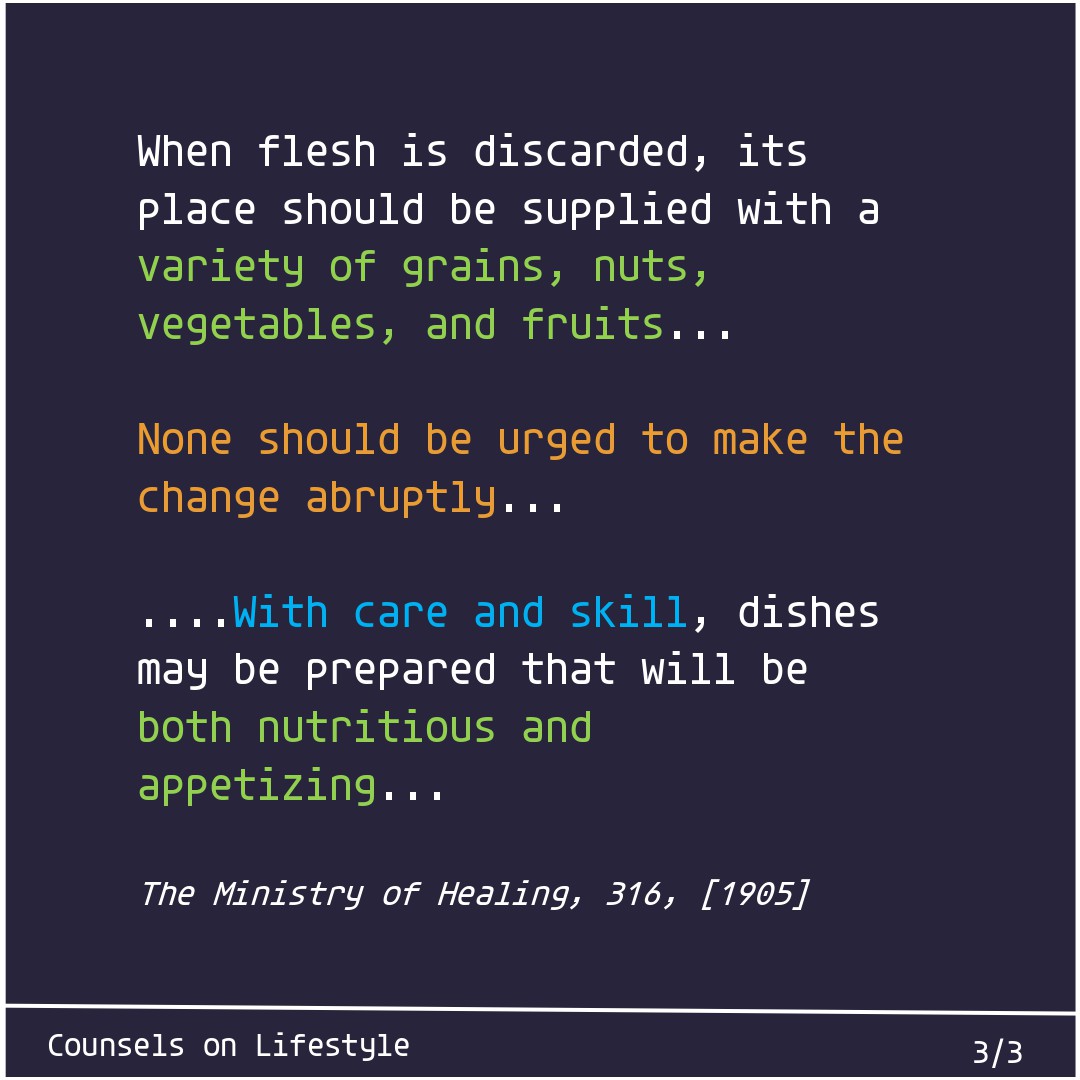 When flesh is discarded, its
place should be supplied with a
variety of grains, nuts,
vegetables, and fruits...
None should be urged to make the
change abruptly...
....With care and skill, dishes
may be prepared that will be
both nutritious and
appetizing...
The Ministry of Healing, 316, [1905]
Counsels on Lifestyle
3/3